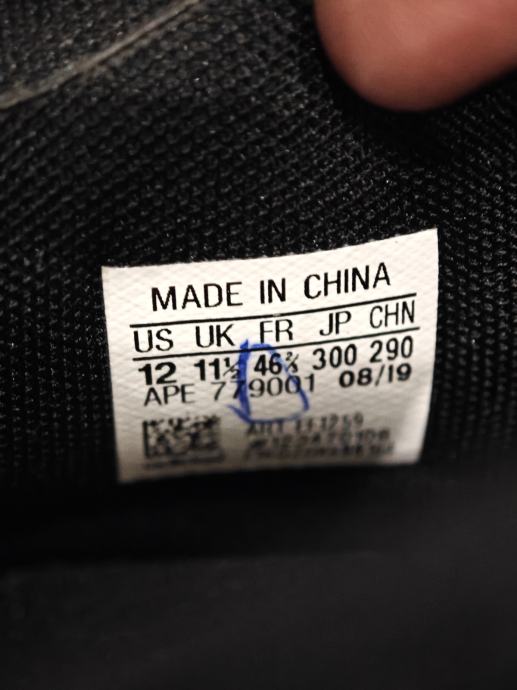 MADE IN CHINA
US UK FR JP CHN
12 11½ 46⅔ 300 290
APE 779001 08/19